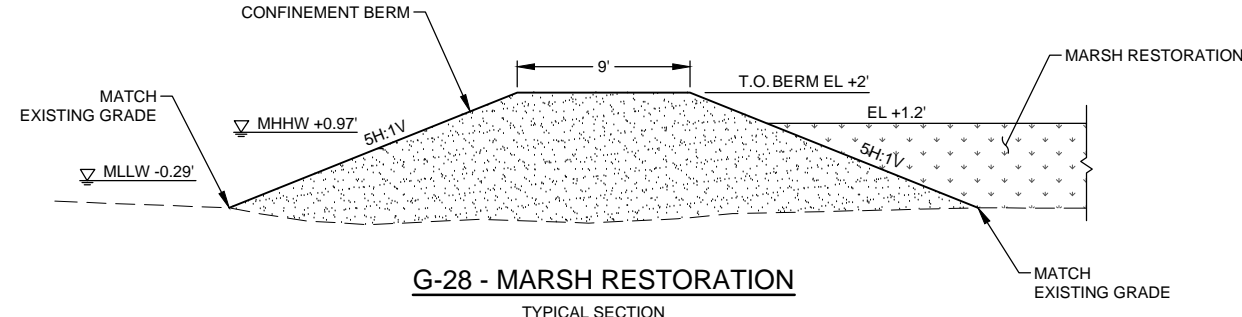 CONFINEMENT BERM
MARSH RESTORATION
9'
T.O. BERM EL +2'
MATCH
EXISTING GRADE
MHHW +0.97'
EL +1.2'
5H:1V
5H:1V
MLLW -0.29'
G-28 - MARSH RESTORATION
TYPICAL SECTION
MATCH
EXISTING GRADE